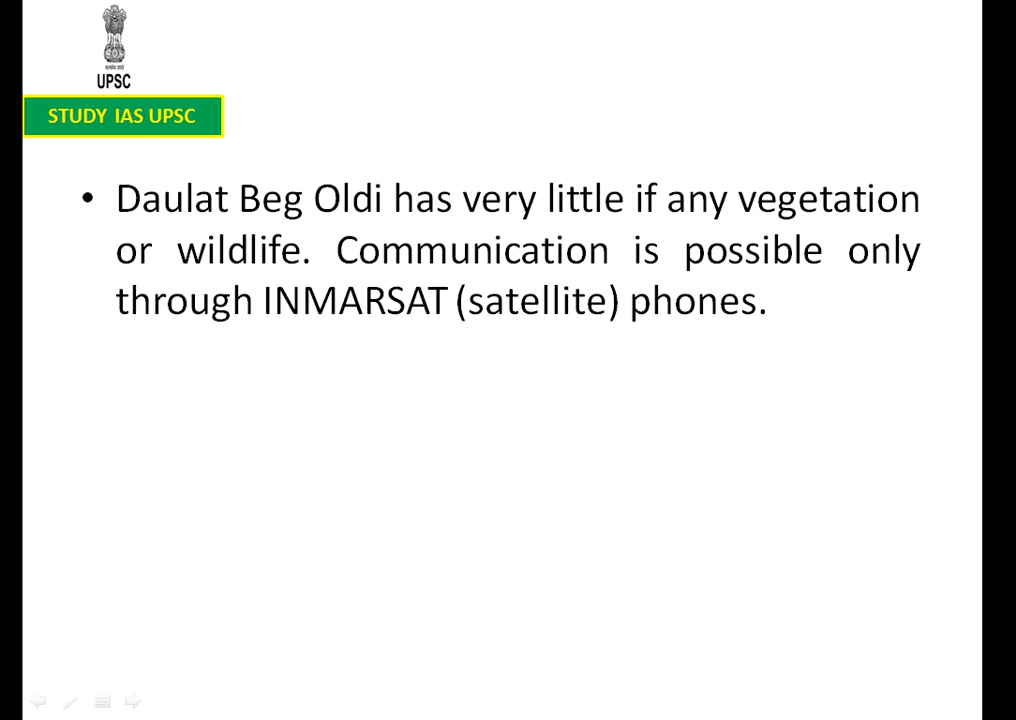 UPSC
STUDY IAS UPSC
• Daulat Beg Oldi has very little if any vegetation
or wildlife. Communication is possible only
through INMARSAT (satellite) phones.